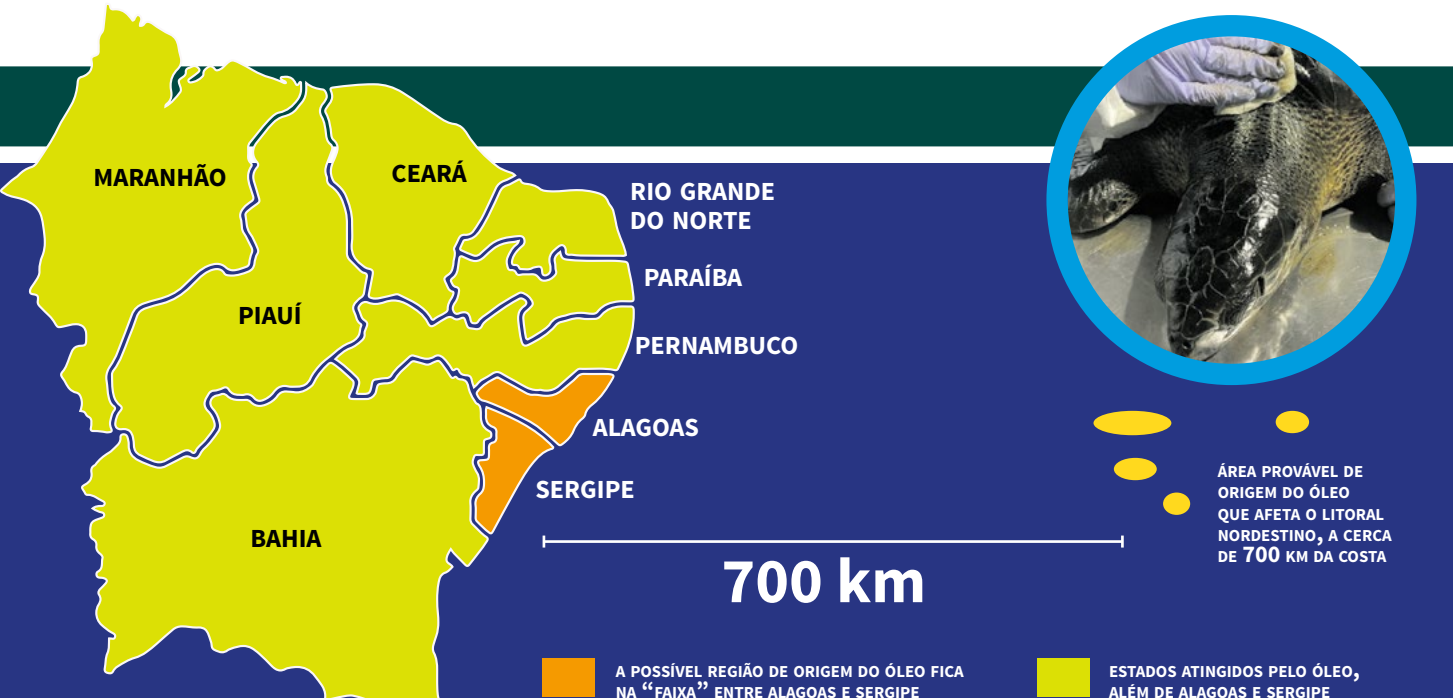 MARANHÃO
CEARÁ
RIO GRANDE
DO NORTE
PARAÍBA
PIAUÍ
PERNAMBUCO
ALAGOAS
SERGIPE
BAHIA
700 km
ÁREA PROVÁVEL DE
ORIGEM DO ÓLEO
QUE AFETA O LITORAL
NORDESTINO, A CERCA
DE 700 KM DA COSTA
A POSSÍVEL REGIÃO DE ORIGEM DO ÓLEO FICA
NA “FAIXA” ENTRE ALAGOAS E SERGIPE
ESTADOS ATINGIDOS PELO ÓLEO,
ALÉM DE ALAGOAS E SERGIPE